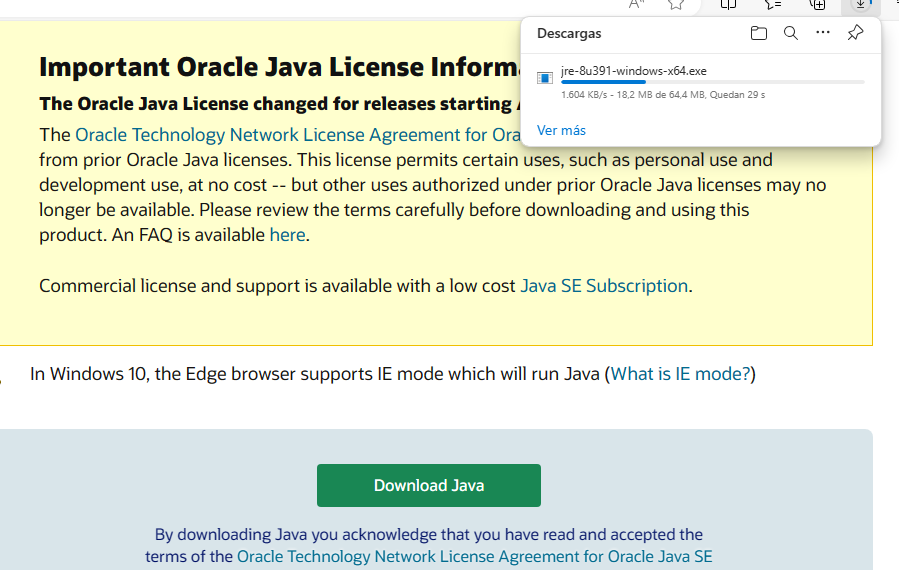 Descargas
jre-8u391-windows-x64.exe
1.604 KB/s - 18,2 MB de 64,4 MB, Quedan 29 s
Ver más
Important Oracle Java License
The Oracle Java License changed for releases starting
The Oracle Technology Network License Agreement for
from prior Oracle Java licenses. This license permits certain uses, such as personal use and
development use, at no cost -- but other uses authorized under prior Oracle Java licenses may no
longer be available. Please review the terms carefully before downloading and using this
product. An FAQ is available here.
Commercial license and support is available with a low cost Java SE Subscription.
In Windows 10, the Edge browser supports IE mode which will run Java (What is IE mode?)
Download Java
By downloading Java you acknowledge that you have read and accepted the
terms of the Oracle Technology Network License Agreement for Oracle Java SE